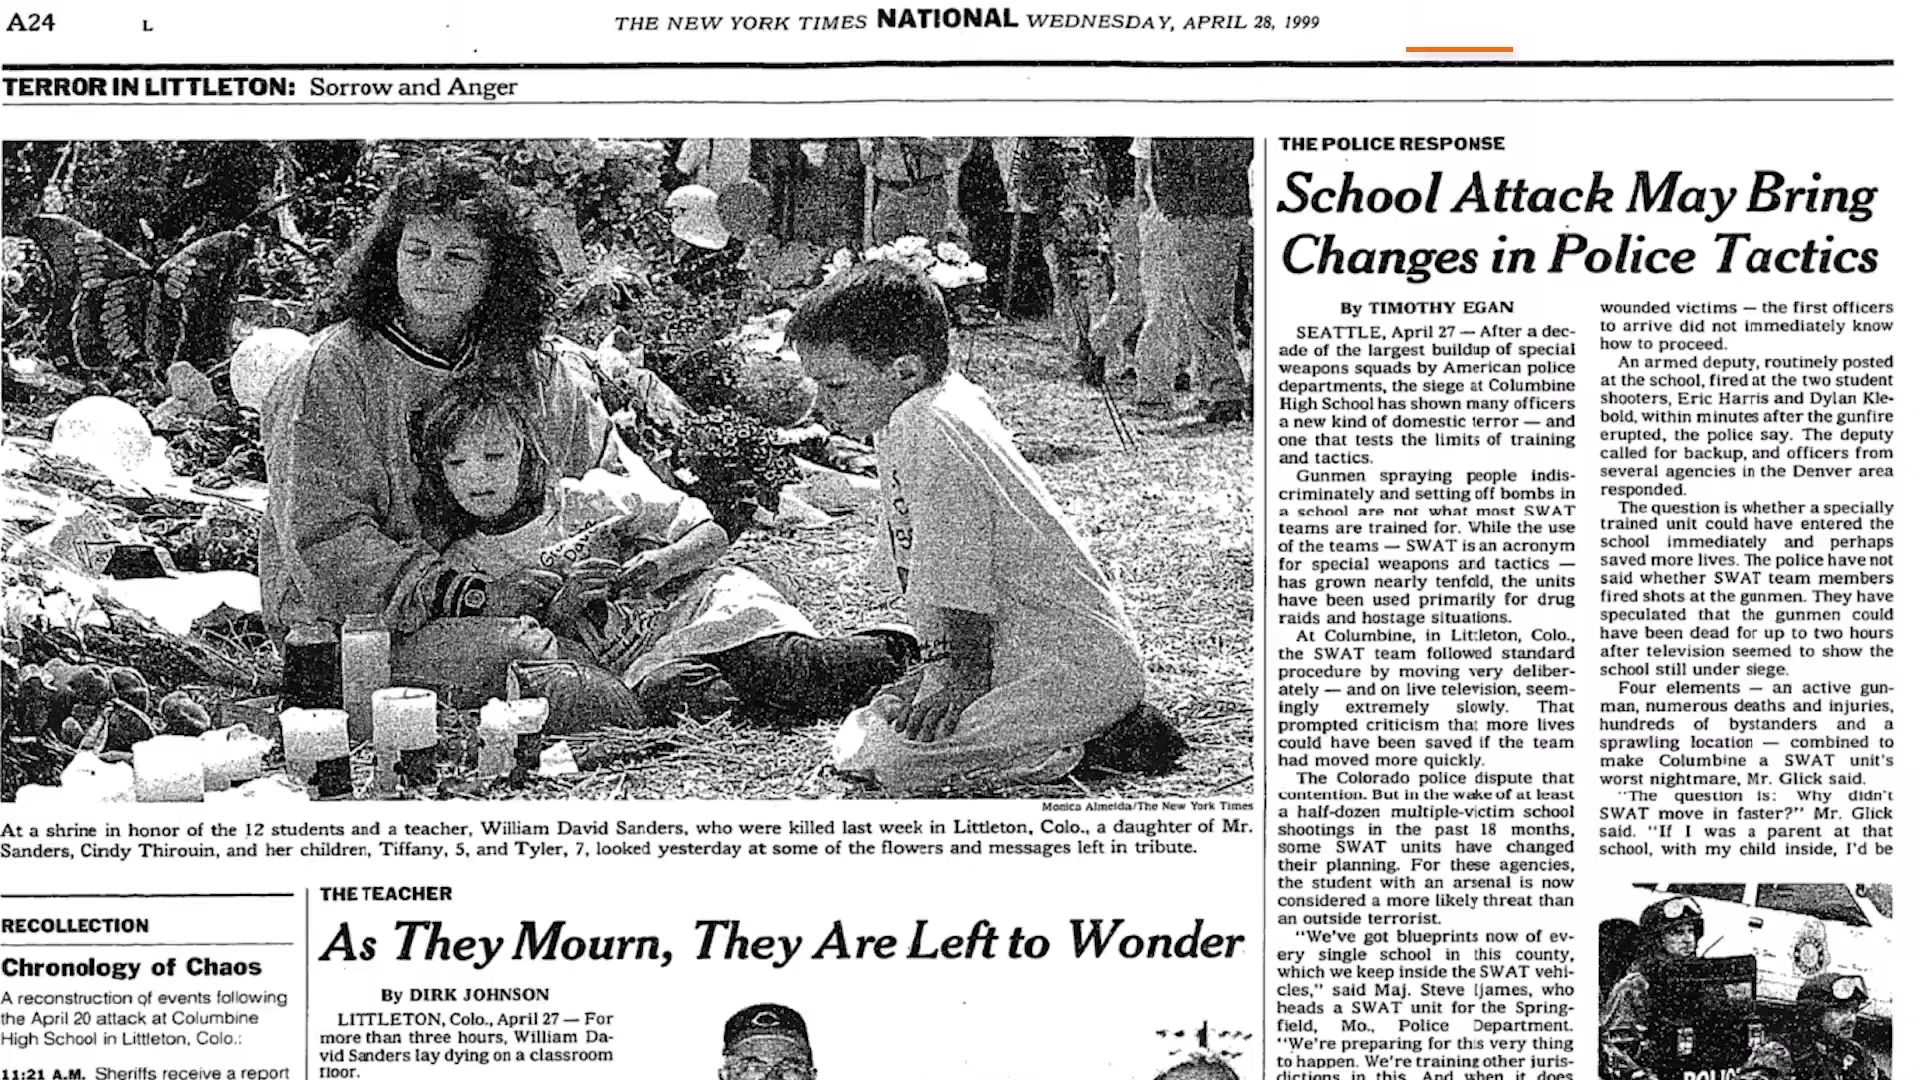 A24
L
THE NEW YORK TIMES NATIONAL WEDNESDAY, APRIL 28, 1999
TERROR IN LITTLETON: Sorrow and Anger
Monica Almeida/The New York Times
At a shrine in honor of the 12 students and a teacher, William David Sanders, who were killed last week in Littleton, Colo., a daughter of Mr.
Sanders, Cindy Thirouin, and her children, Tiffany, 5, and Tyler, 7, looked yesterday at some of the flowers and messages left in tribute.
RECOLLECTION
Chronology of Chaos
A reconstruction of events following
the April 20 attack at Columbine
High School in Littleton, Colo.:
11:21 A.M. Sheriffs receive a report
THE TEACHER
As They Mourn, They Are Left to Wonder
By DIRK JOHNSON
LITTLETON, Colo., April 27 — For
more than three hours, William Da-
vid Sanders lay dying on a classroom
floor.
THE POLICE RESPONSE
School Attack May Bring
Changes in Police Tactics
By TIMOTHY EGAN
SEATTLE, April 27 — After a dec-
ade of the largest buildup of special
weapons squads by American police
departments, the siege at Columbine
High School has shown many officers
a new kind of domestic terror — and
one that tests the limits of training
and tactics.
Gunmen spraying people indis-
criminately and setting off bombs in
a school are not what most SWAT
teams are trained for. While the use
of the teams — SWAT is an acronym
for special weapons and tactics —
has grown nearly tenfold, the units
have been used primarily for drug
raids and hostage situations.
At Columbine, in Littleton, Colo.,
the SWAT team followed standard
procedure by moving very deliber-
ately — and on live television, seem-
ingly extremely slowly. That
prompted criticism that more lives
could have been saved if the team
had moved more quickly.
The Colorado police dispute that
contention. But in the wake of at least
a half-dozen multiple-victim school
shootings in the past 18 months,
some SWAT units have changed
their planning. For these agencies,
the student with an arsenal is now
considered a more likely threat than
an outside terrorist.
"We've got blueprints now of ev-
ery single school in this county,
which we keep inside the SWAT vehi-
cles," said Maj. Steve Ijames, who
heads a SWAT unit for the Spring-
field, Mo., Police Department.
"We're preparing for this very thing
to happen. We're training other juris-
dictions in this. And when it does
wounded victims — the first officers
to arrive did not immediately know
how to proceed.
An armed deputy, routinely posted
at the school, fired at the two student
shooters, Eric Harris and Dylan Kle-
bold, within minutes after the gunfire
erupted, the police say. The deputy
called for backup, and officers from
several agencies in the Denver area
responded.
The question is whether a specially
trained unit could have entered the
school immediately and perhaps
saved more lives. The police have not
said whether SWAT team members
fired shots at the gunmen. They have
speculated that the gunmen could
have been dead for up to two hours
after television seemed to show the
school still under siege.
Four elements — an active gun-
man, numerous deaths and injuries,
hundreds of bystanders and a
sprawling location — combined to
make Columbine a SWAT unit's
worst nightmare, Mr. Glick said.
"The question is: Why didn't
SWAT move in faster?" Mr. Glick
said. "If I was a parent at that
school, with my child inside, I'd be